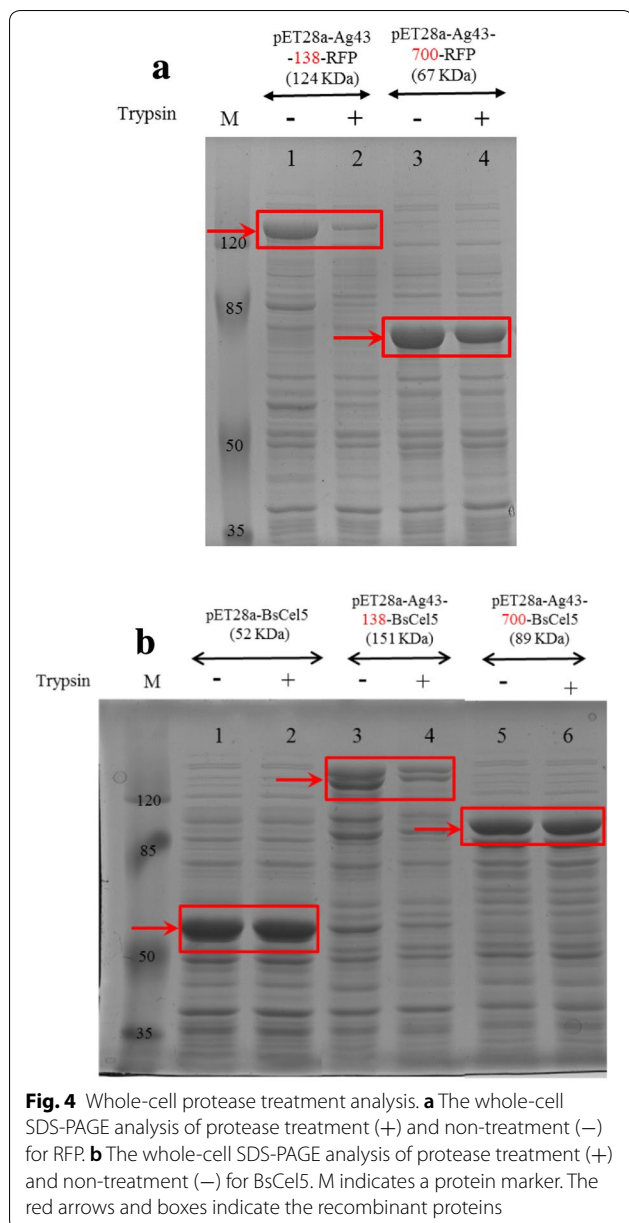 a
pET28a-Ag43
-138-RFP
(124 KDa)
pET28a-Ag43-
700-RFP
(67 KDa)
Trypsin M - + - +
1 2 3 4
120
85
50
35
b
pET28a-BsCel5
(52 KDa)
pET28a-Ag43-
138-BsCel5
(151 KDa)
pET28a-Ag43-
700-BsCel5
(89 KDa)
Trypsin M - + - + - +
1 2 3 4 5 6
120
85
50
35
Fig. 4 Whole-cell protease treatment analysis. a The whole-cell
SDS-PAGE analysis of protease treatment (+) and non-treatment (−)
for RFP. b The whole-cell SDS-PAGE analysis of protease treatment (+)
and non-treatment (−) for BsCel5. M indicates a protein marker. The
red arrows and boxes indicate the recombinant proteins